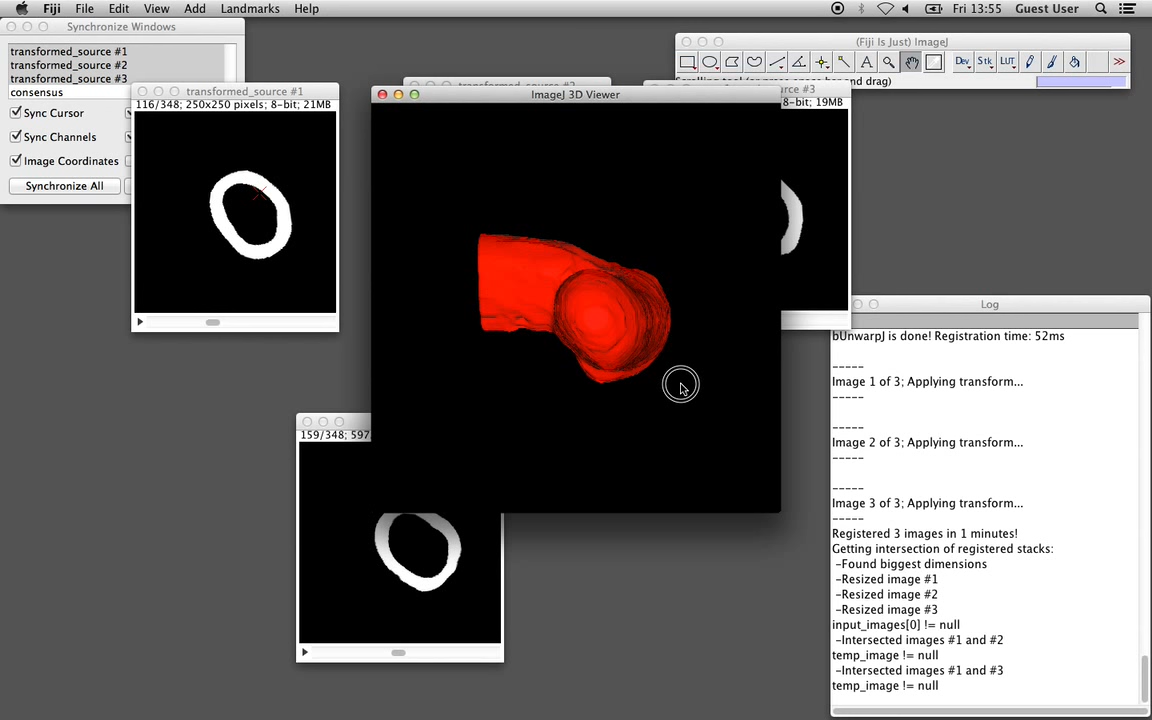 Fiji File Edit View Add Landmarks Help Fri 13:55 Guest User
Synchronize Windows
transformed_source #1
transformed_source #2
transformed_source #3
consensus
Sync Cursor
Sync Channels
Image Coordinates
Synchronize All
transformed_source #1
116/348; 250x250 pixels; 8-bit; 21MB
ImageJ 3D Viewer
#3
8-bit; 19MB
(Fiji Is Just) ImageJ
A Dev Stk LUT >>
159/348; 597
Log
bUnwarpJ is done! Registration time: 52ms
-----
Image 1 of 3; Applying transform...
-----
-----
Image 2 of 3; Applying transform...
-----
-----
Image 3 of 3; Applying transform...
-----
Registered 3 images in 1 minutes!
Getting intersection of registered stacks:
-Found biggest dimensions
-Resized image #1
-Resized image #2
-Resized image #3
input_images[0] != null
-Intersected images #1 and #2
temp_image != null
-Intersected images #1 and #3
temp_image != null